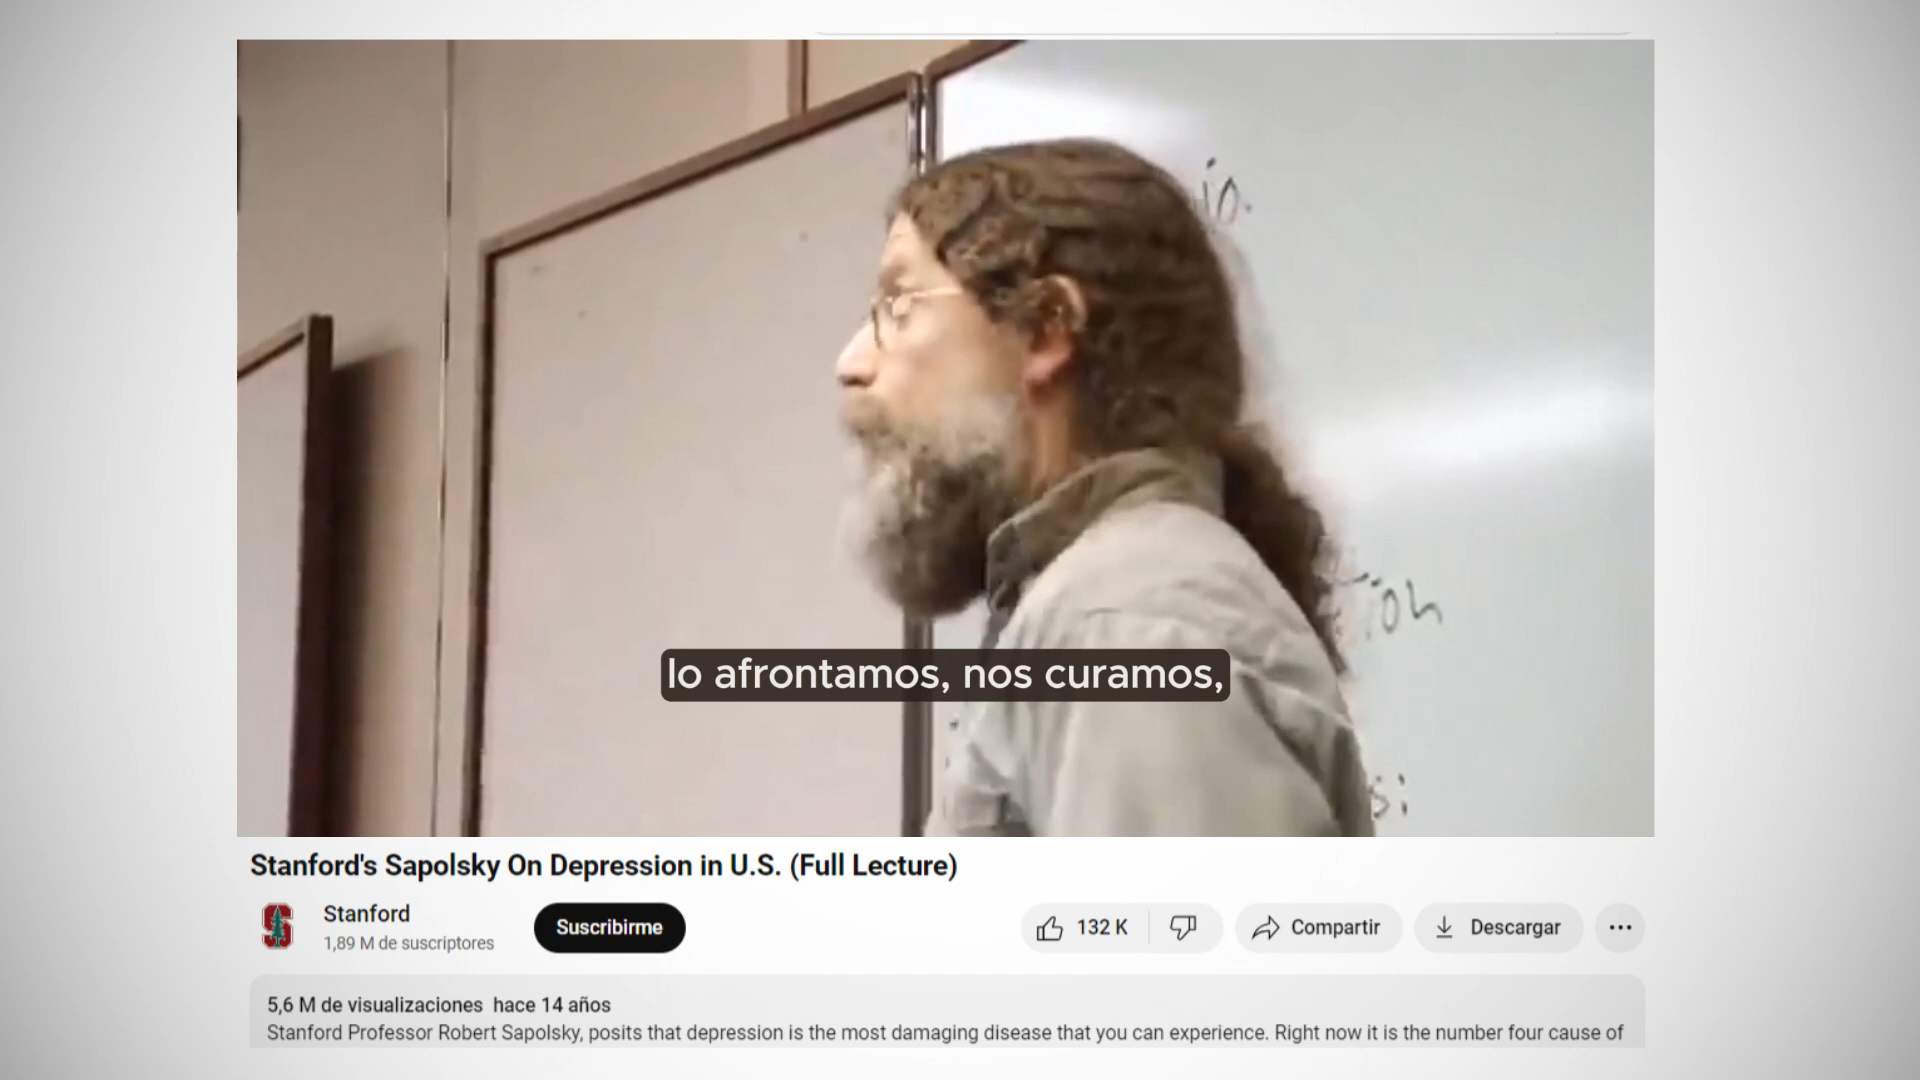 lo afrontamos, nos curamos,
Stanford's Sapolsky On Depression in U.S. (Full Lecture)
Stanford
1,89 M de suscriptores
Suscribirme
132 K
Compartir
Descargar
5,6 M de visualizaciones hace 14 años
Stanford Professor Robert Sapolsky, posits that depression is the most damaging disease that you can experience. Right now it is the number four cause of